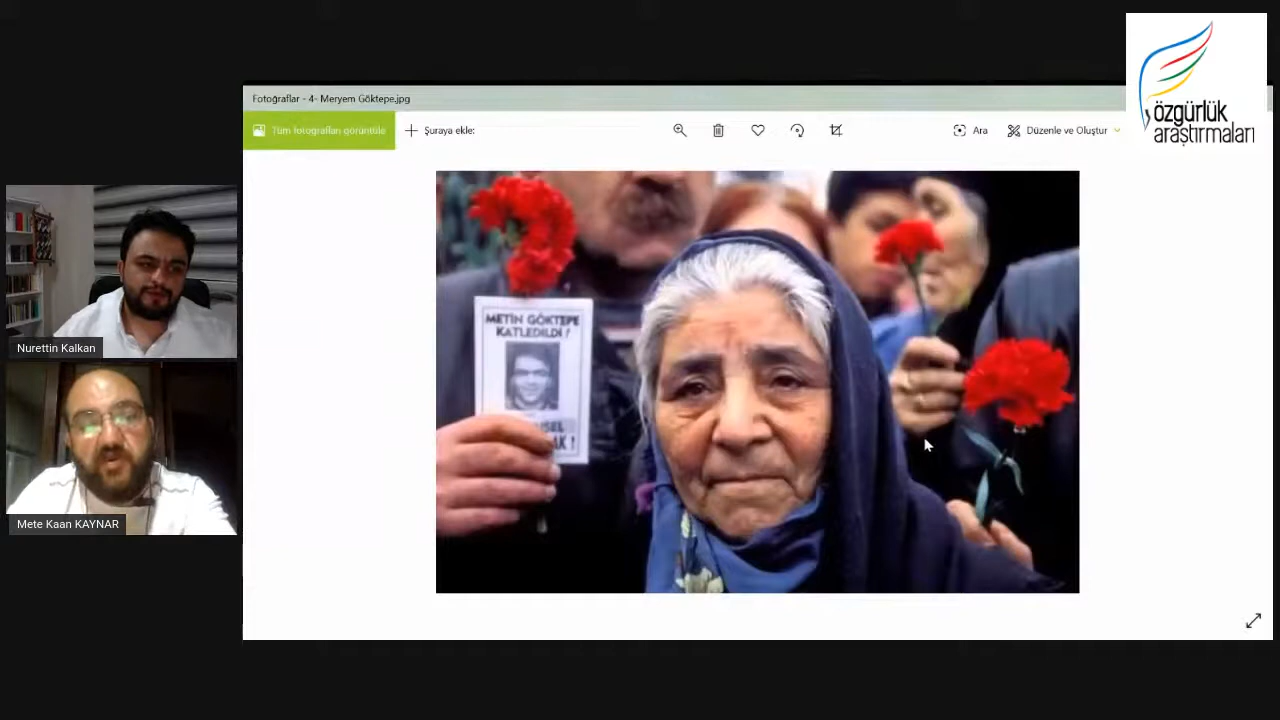 Fotoğraflar - 4- Meryem Göktepe.jpg
Tüm fotoğrafları görüntüle
Şuraya ekle:
Ara
Düzenle ve Oluştur
özgürlük
araştırmaları
METİN GÖKTEPE
KATLEDİLDİ !
Nurettin Kalkan
Mete Kaan KAYNAR